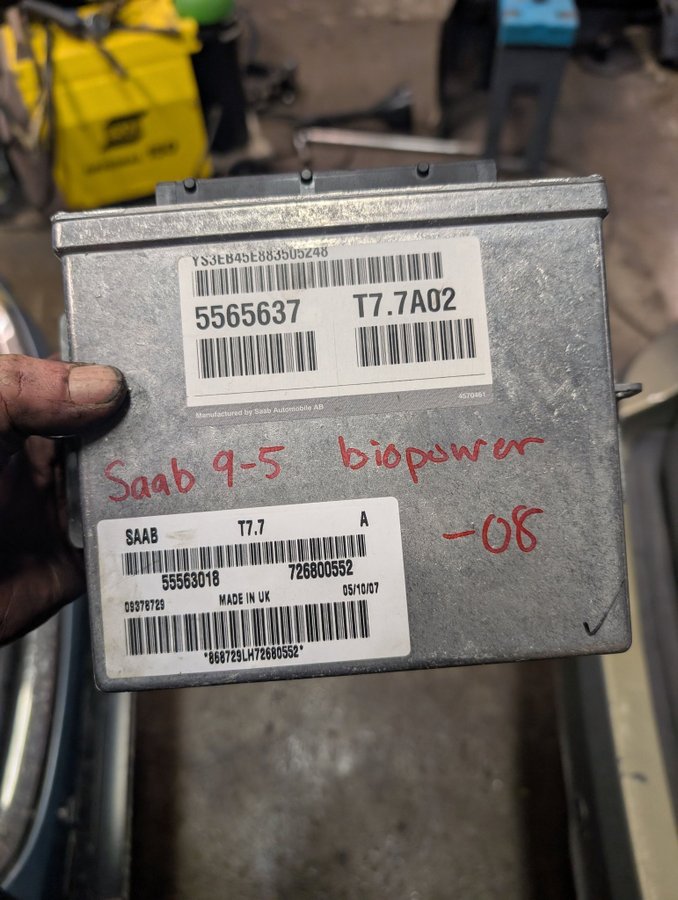 YS3EB45E883505248
5565637 T7.7A02
Manufactured by Saab Automobile AB 4570461
Saab 9-5 biopower
-08
SAAB T7.7 A
55563018 726800552
09378729 MADE IN UK 05/10/07
*868729LH72680552*